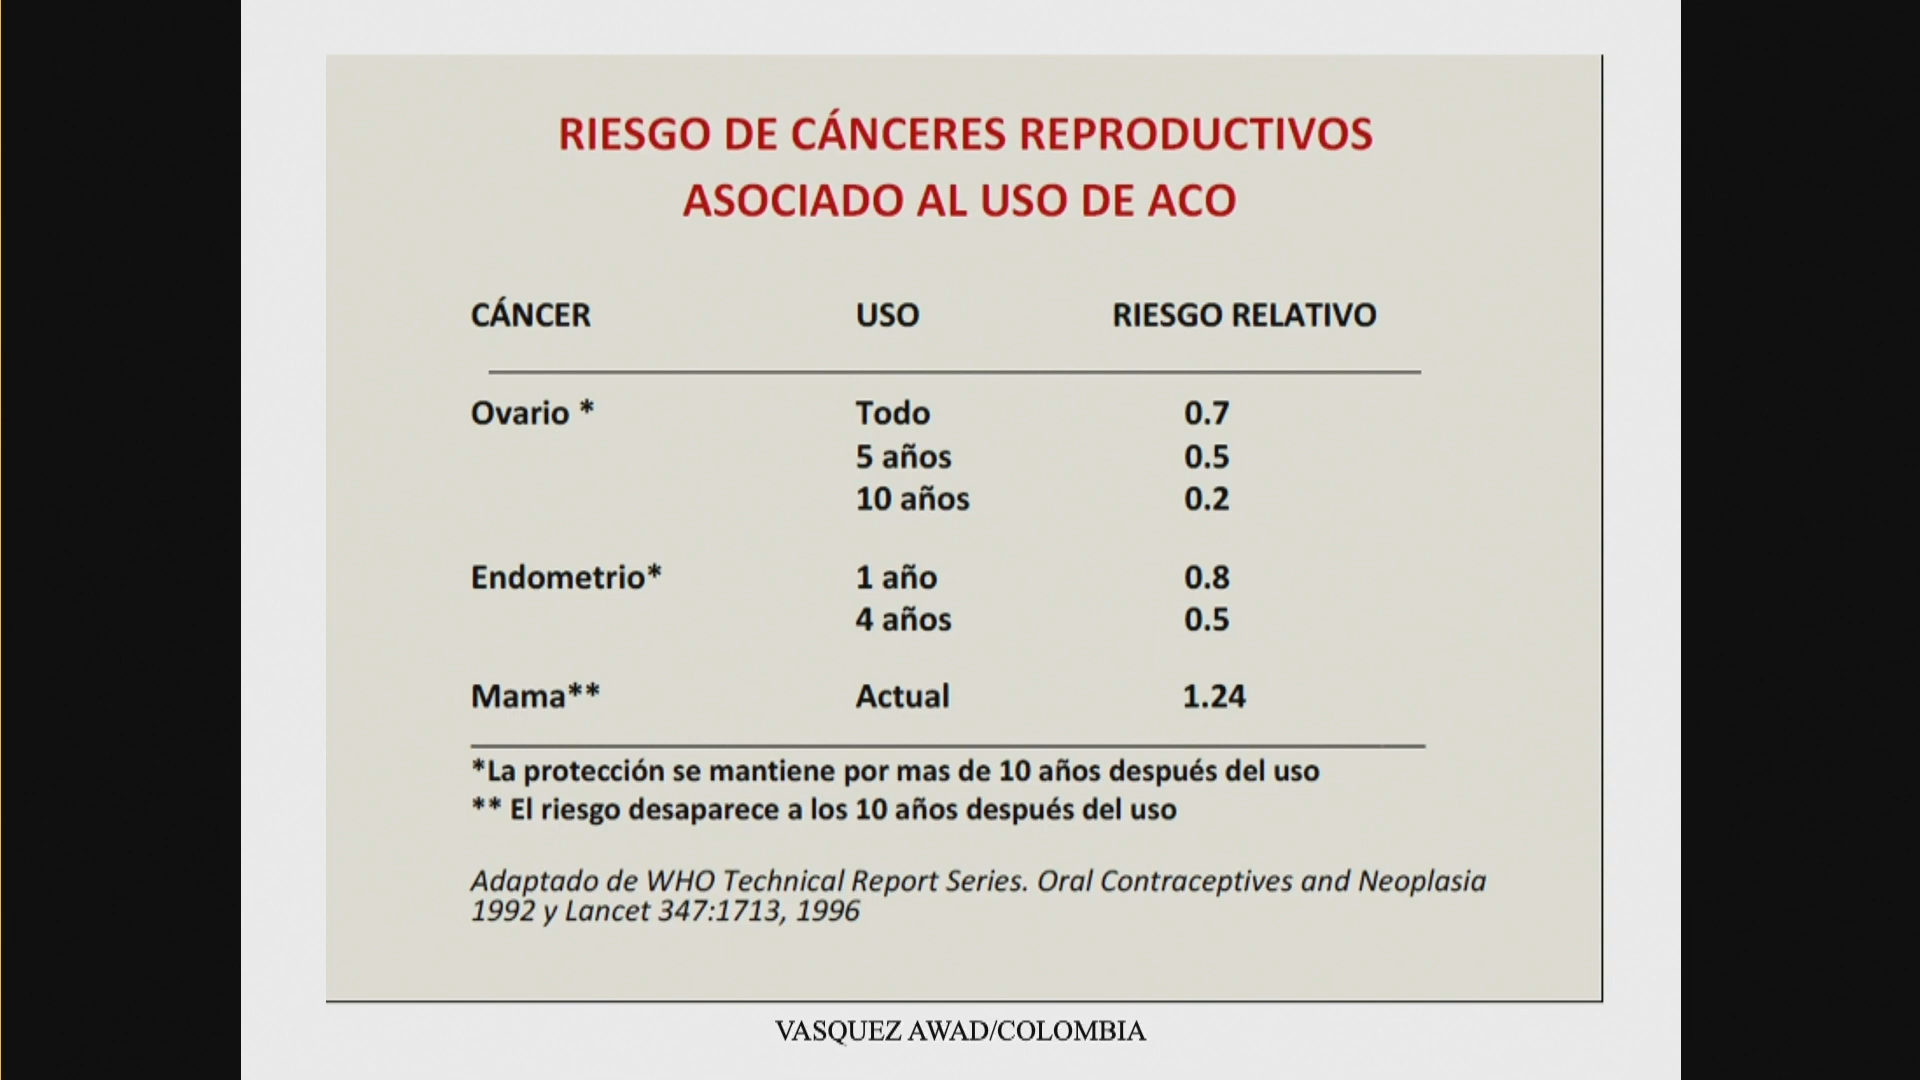 RIESGO DE CÁNCERES REPRODUCTIVOS
ASOCIADO AL USO DE ACO
CÁNCER USO RIESGO RELATIVO
Ovario * Todo 0.7
5 años 0.5
10 años 0.2
Endometrio* 1 año 0.8
4 años 0.5
Mama** Actual 1.24
*La protección se mantiene por mas de 10 años después del uso
** El riesgo desaparece a los 10 años después del uso
Adaptado de WHO Technical Report Series. Oral Contraceptives and Neoplasia
1992 y Lancet 347:1713, 1996
VASQUEZ AWAD/COLOMBIA